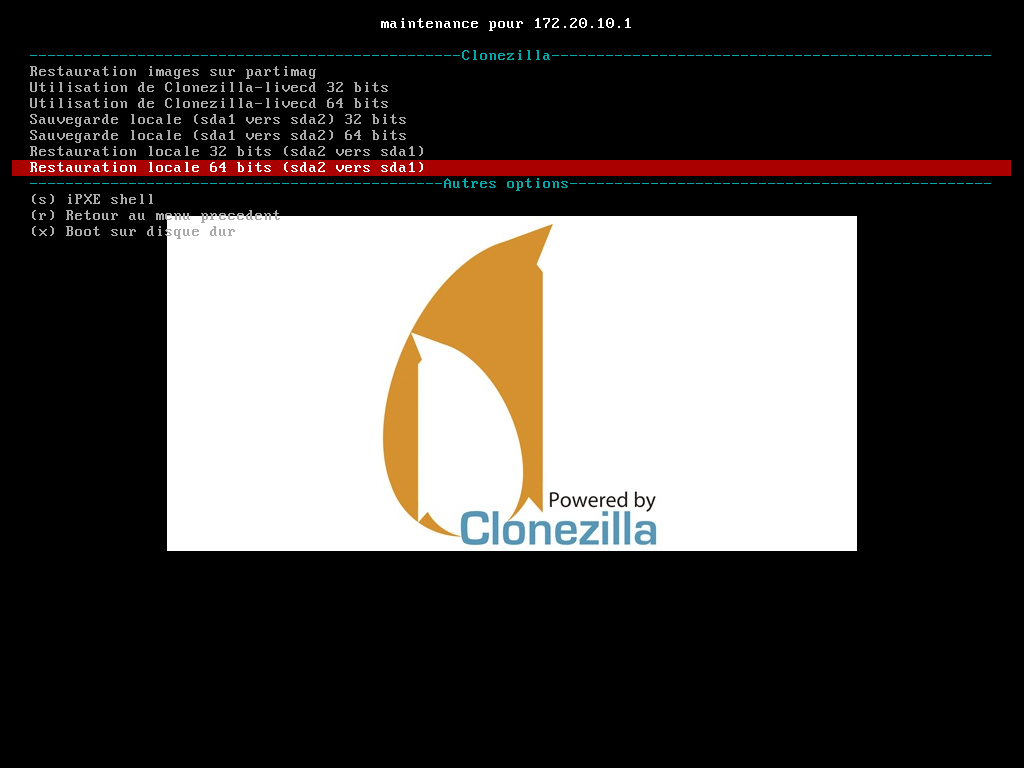 maintenance pour 172.20.10.1
Clonezilla
Restauration images sur partimag
Utilisation de Clonezilla-livecd 32 bits
Utilisation de Clonezilla-livecd 64 bits
Sauvegarde locale (sda1 vers sda2) 32 bits
Sauvegarde locale (sda1 vers sda2) 64 bits
Restauration locale 32 bits (sda2 vers sda1)
Restauration locale 64 bits (sda2 vers sda1)
Autres options
(s) iPXE shell
(r) Retour au menu precedent
(x) Boot sur disque dur
Powered by
Clonezilla